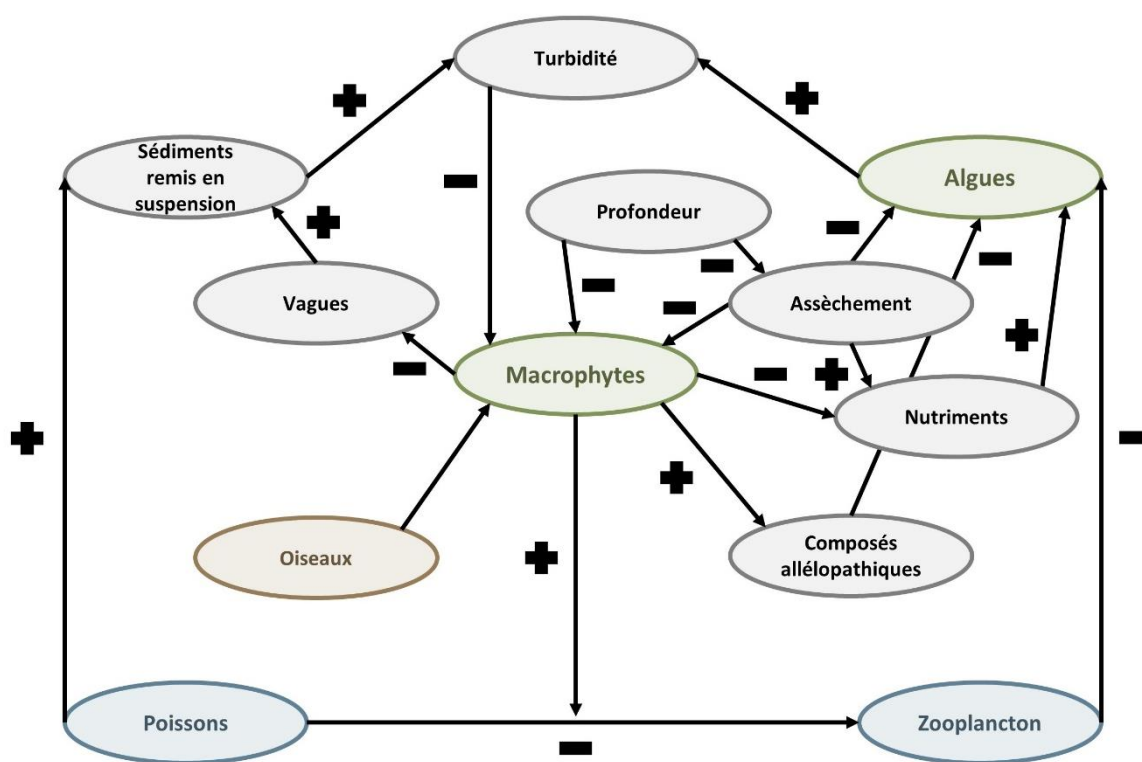 Turbidité
Sédiments
remis en
suspension
Algues
Profondeur
Vagues
Assèchement
Macrophytes
Nutriments
Oiseaux
Composés
allélopathiques
Poissons
Zooplancton